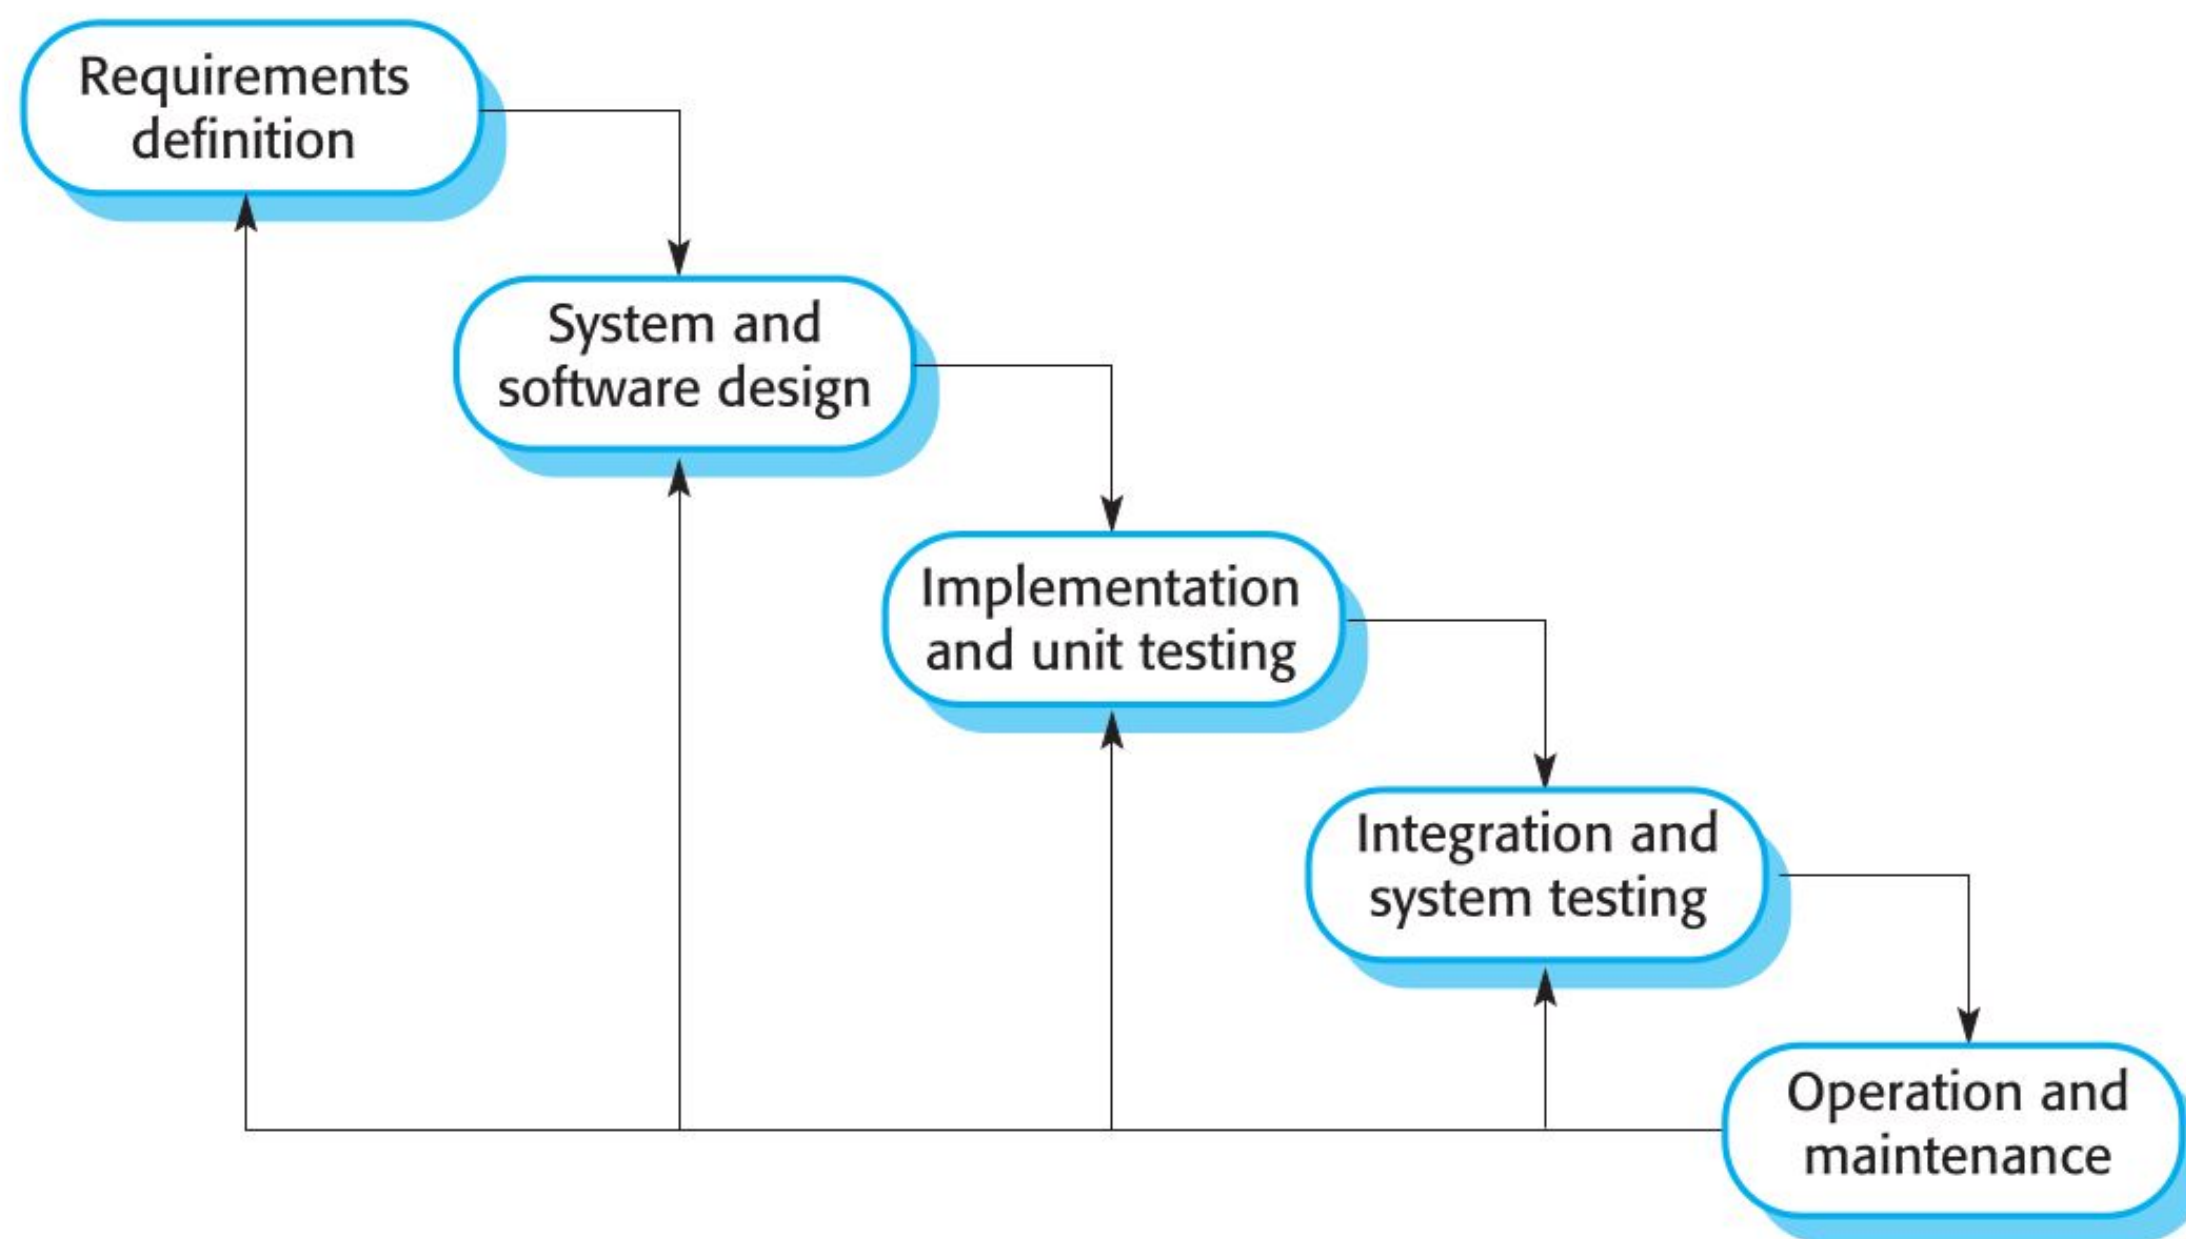 Requirements
definition
System and
software design
Implementation
and unit testing
Integration and
system testing
Operation and
maintenance